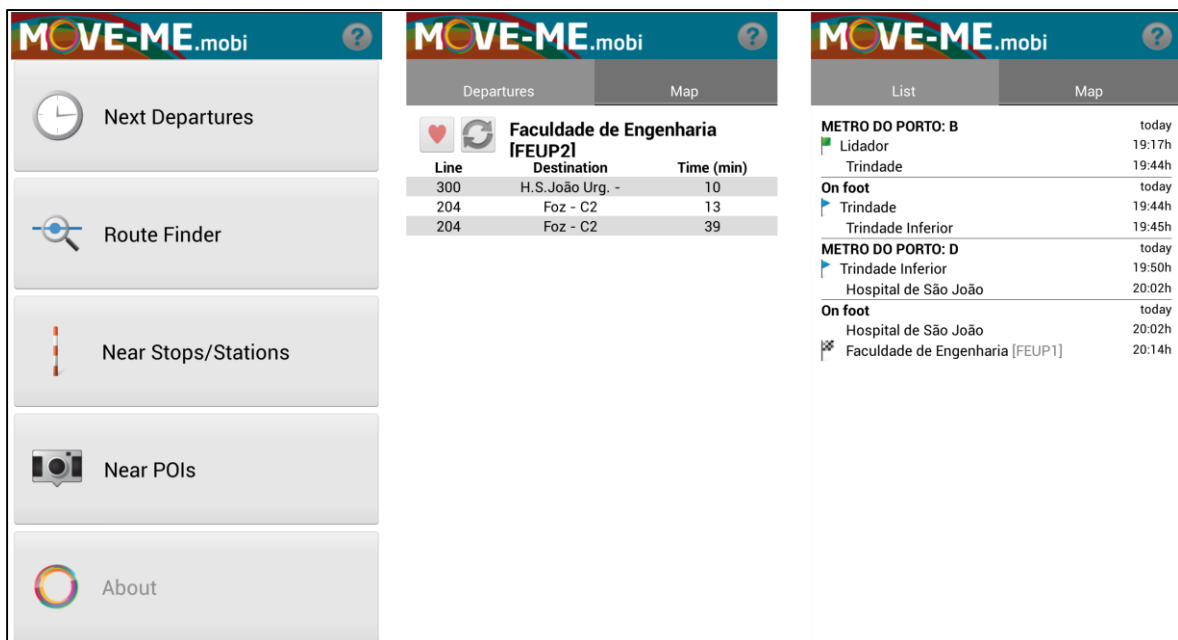 MOVE-ME.mobi ?
Next Departures
Route Finder
Near Stops/Stations
Near POIs
About
MOVE-ME.mobi ?
Departures Map
Faculdade de Engenharia
[FEUP2]
Line Destination Time (min)
300 H.S.João Urg. - 10
204 Foz - C2 13
204 Foz - C2 39
MOVE-ME.mobi ?
List Map
METRO DO PORTO: B today
Lidador 19:17h
Trindade 19:44h
On foot today
Trindade 19:44h
Trindade Inferior 19:45h
METRO DO PORTO: D today
Trindade Inferior 19:50h
Hospital de São João 20:02h
On foot today
Hospital de São João 20:02h
Faculdade de Engenharia [FEUP1] 20:14h